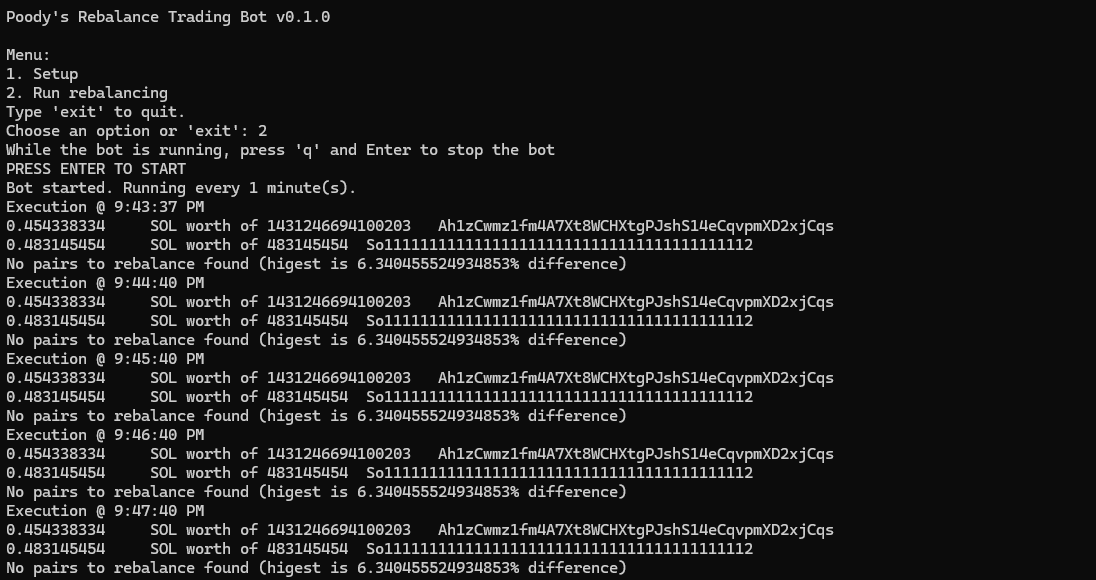 Poody's Rebalance Trading Bot v0.1.0
Menu:
1. Setup
2. Run rebalancing
Type 'exit' to quit.
Choose an option or 'exit': 2
While the bot is running, press 'q' and Enter to stop the bot
PRESS ENTER TO START
Bot started. Running every 1 minute(s).
Execution @ 9:43:37 PM
0.454338334     SOL worth of 1431246694100203   Ah1zCwmz1fm4A7Xt8WCHXtgPJshS14eCqvpmXD2xjCqs
0.483145454     SOL worth of 483145454  So11111111111111111111111111111111111111112
No pairs to rebalance found (higest is 6.340455524934853% difference)
Execution @ 9:44:40 PM
0.454338334     SOL worth of 1431246694100203   Ah1zCwmz1fm4A7Xt8WCHXtgPJshS14eCqvpmXD2xjCqs
0.483145454     SOL worth of 483145454  So11111111111111111111111111111111111111112
No pairs to rebalance found (higest is 6.340455524934853% difference)
Execution @ 9:45:40 PM
0.454338334     SOL worth of 1431246694100203   Ah1zCwmz1fm4A7Xt8WCHXtgPJshS14eCqvpmXD2xjCqs
0.483145454     SOL worth of 483145454  So11111111111111111111111111111111111111112
No pairs to rebalance found (higest is 6.340455524934853% difference)
Execution @ 9:46:40 PM
0.454338334     SOL worth of 1431246694100203   Ah1zCwmz1fm4A7Xt8WCHXtgPJshS14eCqvpmXD2xjCqs
0.483145454     SOL worth of 483145454  So11111111111111111111111111111111111111112
No pairs to rebalance found (higest is 6.340455524934853% difference)
Execution @ 9:47:40 PM
0.454338334     SOL worth of 1431246694100203   Ah1zCwmz1fm4A7Xt8WCHXtgPJshS14eCqvpmXD2xjCqs
0.483145454     SOL worth of 483145454  So11111111111111111111111111111111111111112
No pairs to rebalance found (higest is 6.340455524934853% difference)